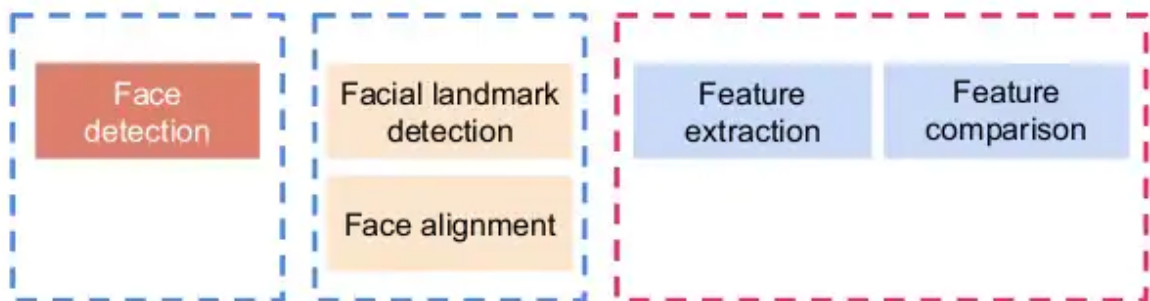 Face
detection
Facial landmark
detection
Face alignment
Feature
extraction
Feature
comparison